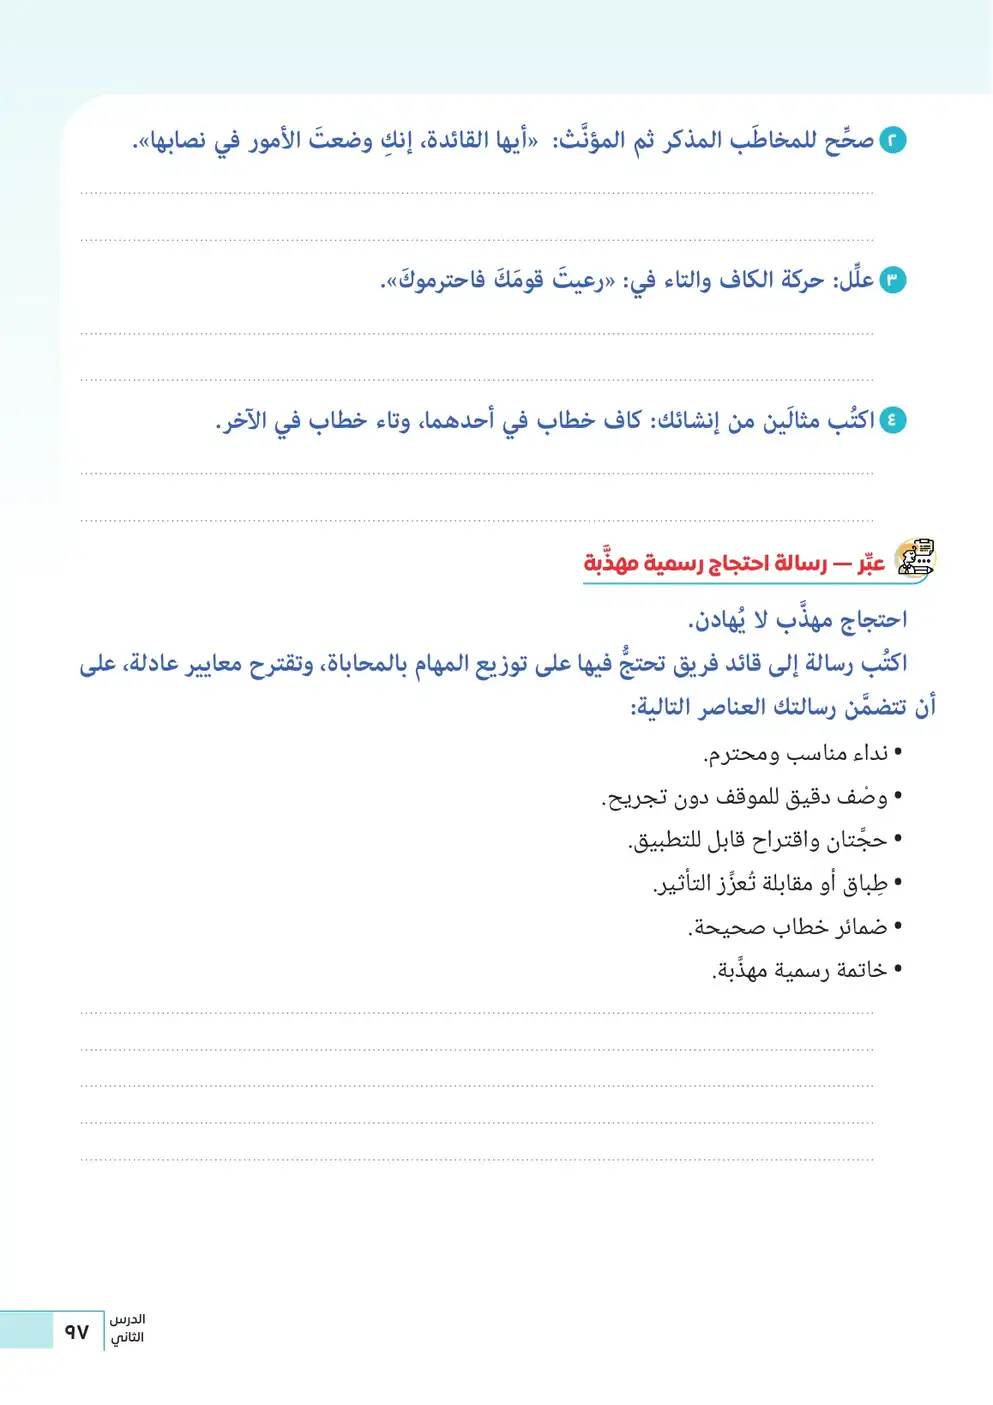 ٢ صحِّح للمخاطَب المذكر ثم المؤنَّث: «أيها القائدة، إنكِ وضعتَ الأمور في نصابها».
٣ علِّل: حركة الكاف والتاء في: «رعيتَ قومَكَ فاحترموكَ».
٤ اكتُب مثالَين من إنشائك: كاف خطاب في أحدهما، وتاء خطاب في الآخر.
عبِّر — رسالة احتجاج رسمية مهذَّبة
احتجاج مهذَّب لا يُهادن.
اكتُب رسالة إلى قائد فريق تحتجُّ فيها على توزيع المهام بالمحاباة، وتقترح معايير عادلة، على
أن تتضمَّن رسالتك العناصر التالية:
• نداء مناسب ومحترم.
• وصْف دقيق للموقف دون تجريح.
• حجَّتان واقتراح قابل للتطبيق.
• طِباق أو مقابلة تُعزِّز التأثير.
• ضمائر خطاب صحيحة.
• خاتمة رسمية مهذَّبة.
الدرس
الثاني
٩٧